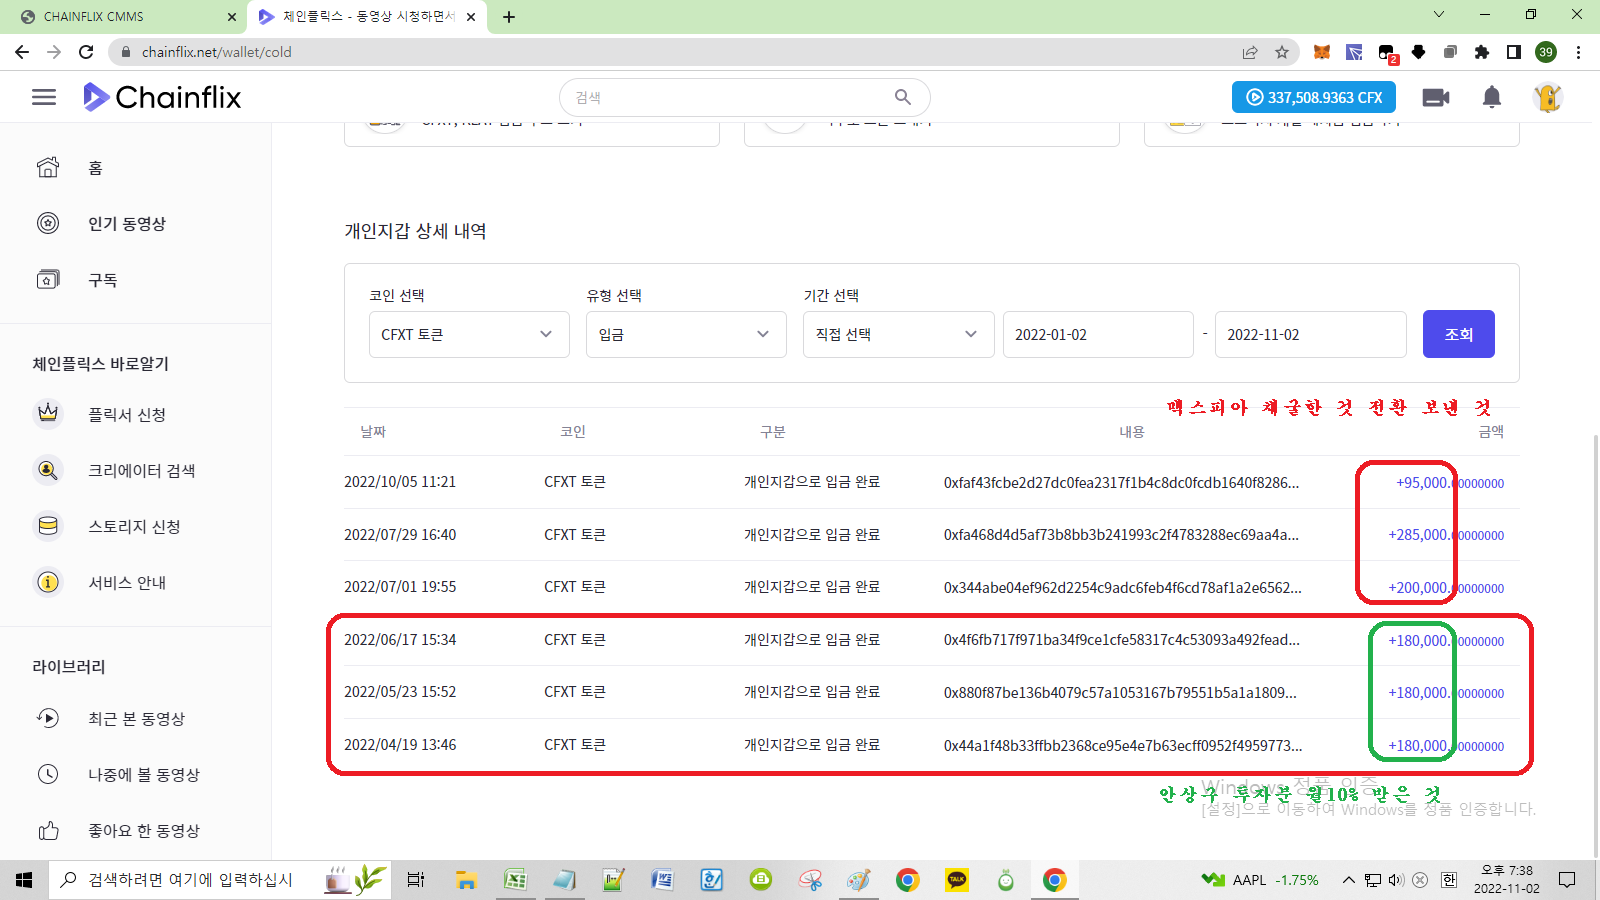 CHAINFLIX CMMS
체인플릭스 - 동영상 시청하면서
chainflix.net/wallet/cold
2
39
Chainflix
검색
337,508.9363 CFX
홈
인기 동영상
구독
체인플릭스 바로알기
플릭서 신청
크리에이터 검색
스토리지 신청
서비스 안내
라이브러리
최근 본 동영상
나중에 볼 동영상
좋아요 한 동영상
개인지갑 상세 내역
코인 선택 유형 선택 기간 선택
CFXT 토큰 입금 직접 선택 2022-01-02 - 2022-11-02 조회
맥스피아 채굴한 것 전환 보낸 것
날짜 코인 구분 내용 금액
2022/10/05 11:21 CFXT 토큰 개인지갑으로 입금 완료 0xfaf43fcbe2d27dc0fea2317f1b4c8dc0fcdb1640f8286... +95,000.00000000
2022/07/29 16:40 CFXT 토큰 개인지갑으로 입금 완료 0xfa468d4d5af73b8bb3b241993c2f4783288ec69aa4a... +285,000.00000000
2022/07/01 19:55 CFXT 토큰 개인지갑으로 입금 완료 0x344abe04ef962d2254c9adc6feb4f6cd78af1a2e6562... +200,000.00000000
2022/06/17 15:34 CFXT 토큰 개인지갑으로 입금 완료 0x4f6fb717f971ba34f9ce1cfe58317c4c53093a492fead... +180,000.00000000
2022/05/23 15:52 CFXT 토큰 개인지갑으로 입금 완료 0x880f87be136b4079c57a1053167b79551b5a1a1809... +180,000.00000000
2022/04/19 13:46 CFXT 토큰 개인지갑으로 입금 완료 0x44a1f48b33ffbb2368ce95e4e7b63ecff0952f4959773... +180,000.00000000
Windows 정품 인증
안상구 투자분 월10% 받은 것
[설정]으로 이동하여 Windows를 정품 인증합니다.
검색하려면 여기에 입력하십시
TALK
AAPL -1.75%
한
오후 7:38
2022-11-02